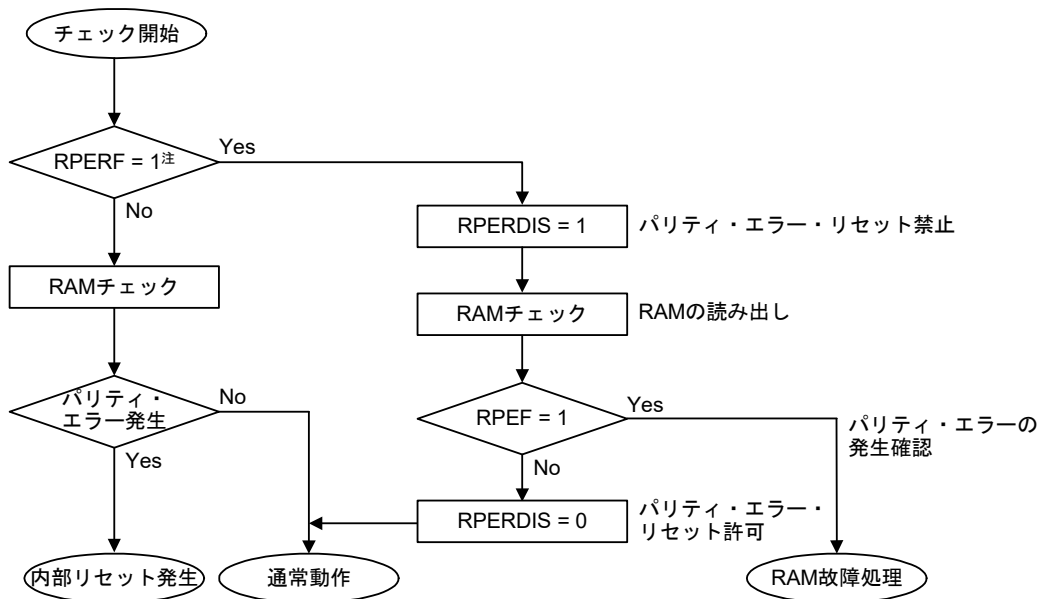 チェック開始
RPERF = 1注
Yes
No
RPERDIS = 1
パリティ・エラー・リセット禁止
RAMチェック
RAMチェック
RAMの読み出し
パリティ・
エラー発生
No
Yes
RPEF = 1
Yes
No
パリティ・エラーの
発生確認
RPERDIS = 0
パリティ・エラー・
リセット許可
内部リセット発生
通常動作
RAM故障処理